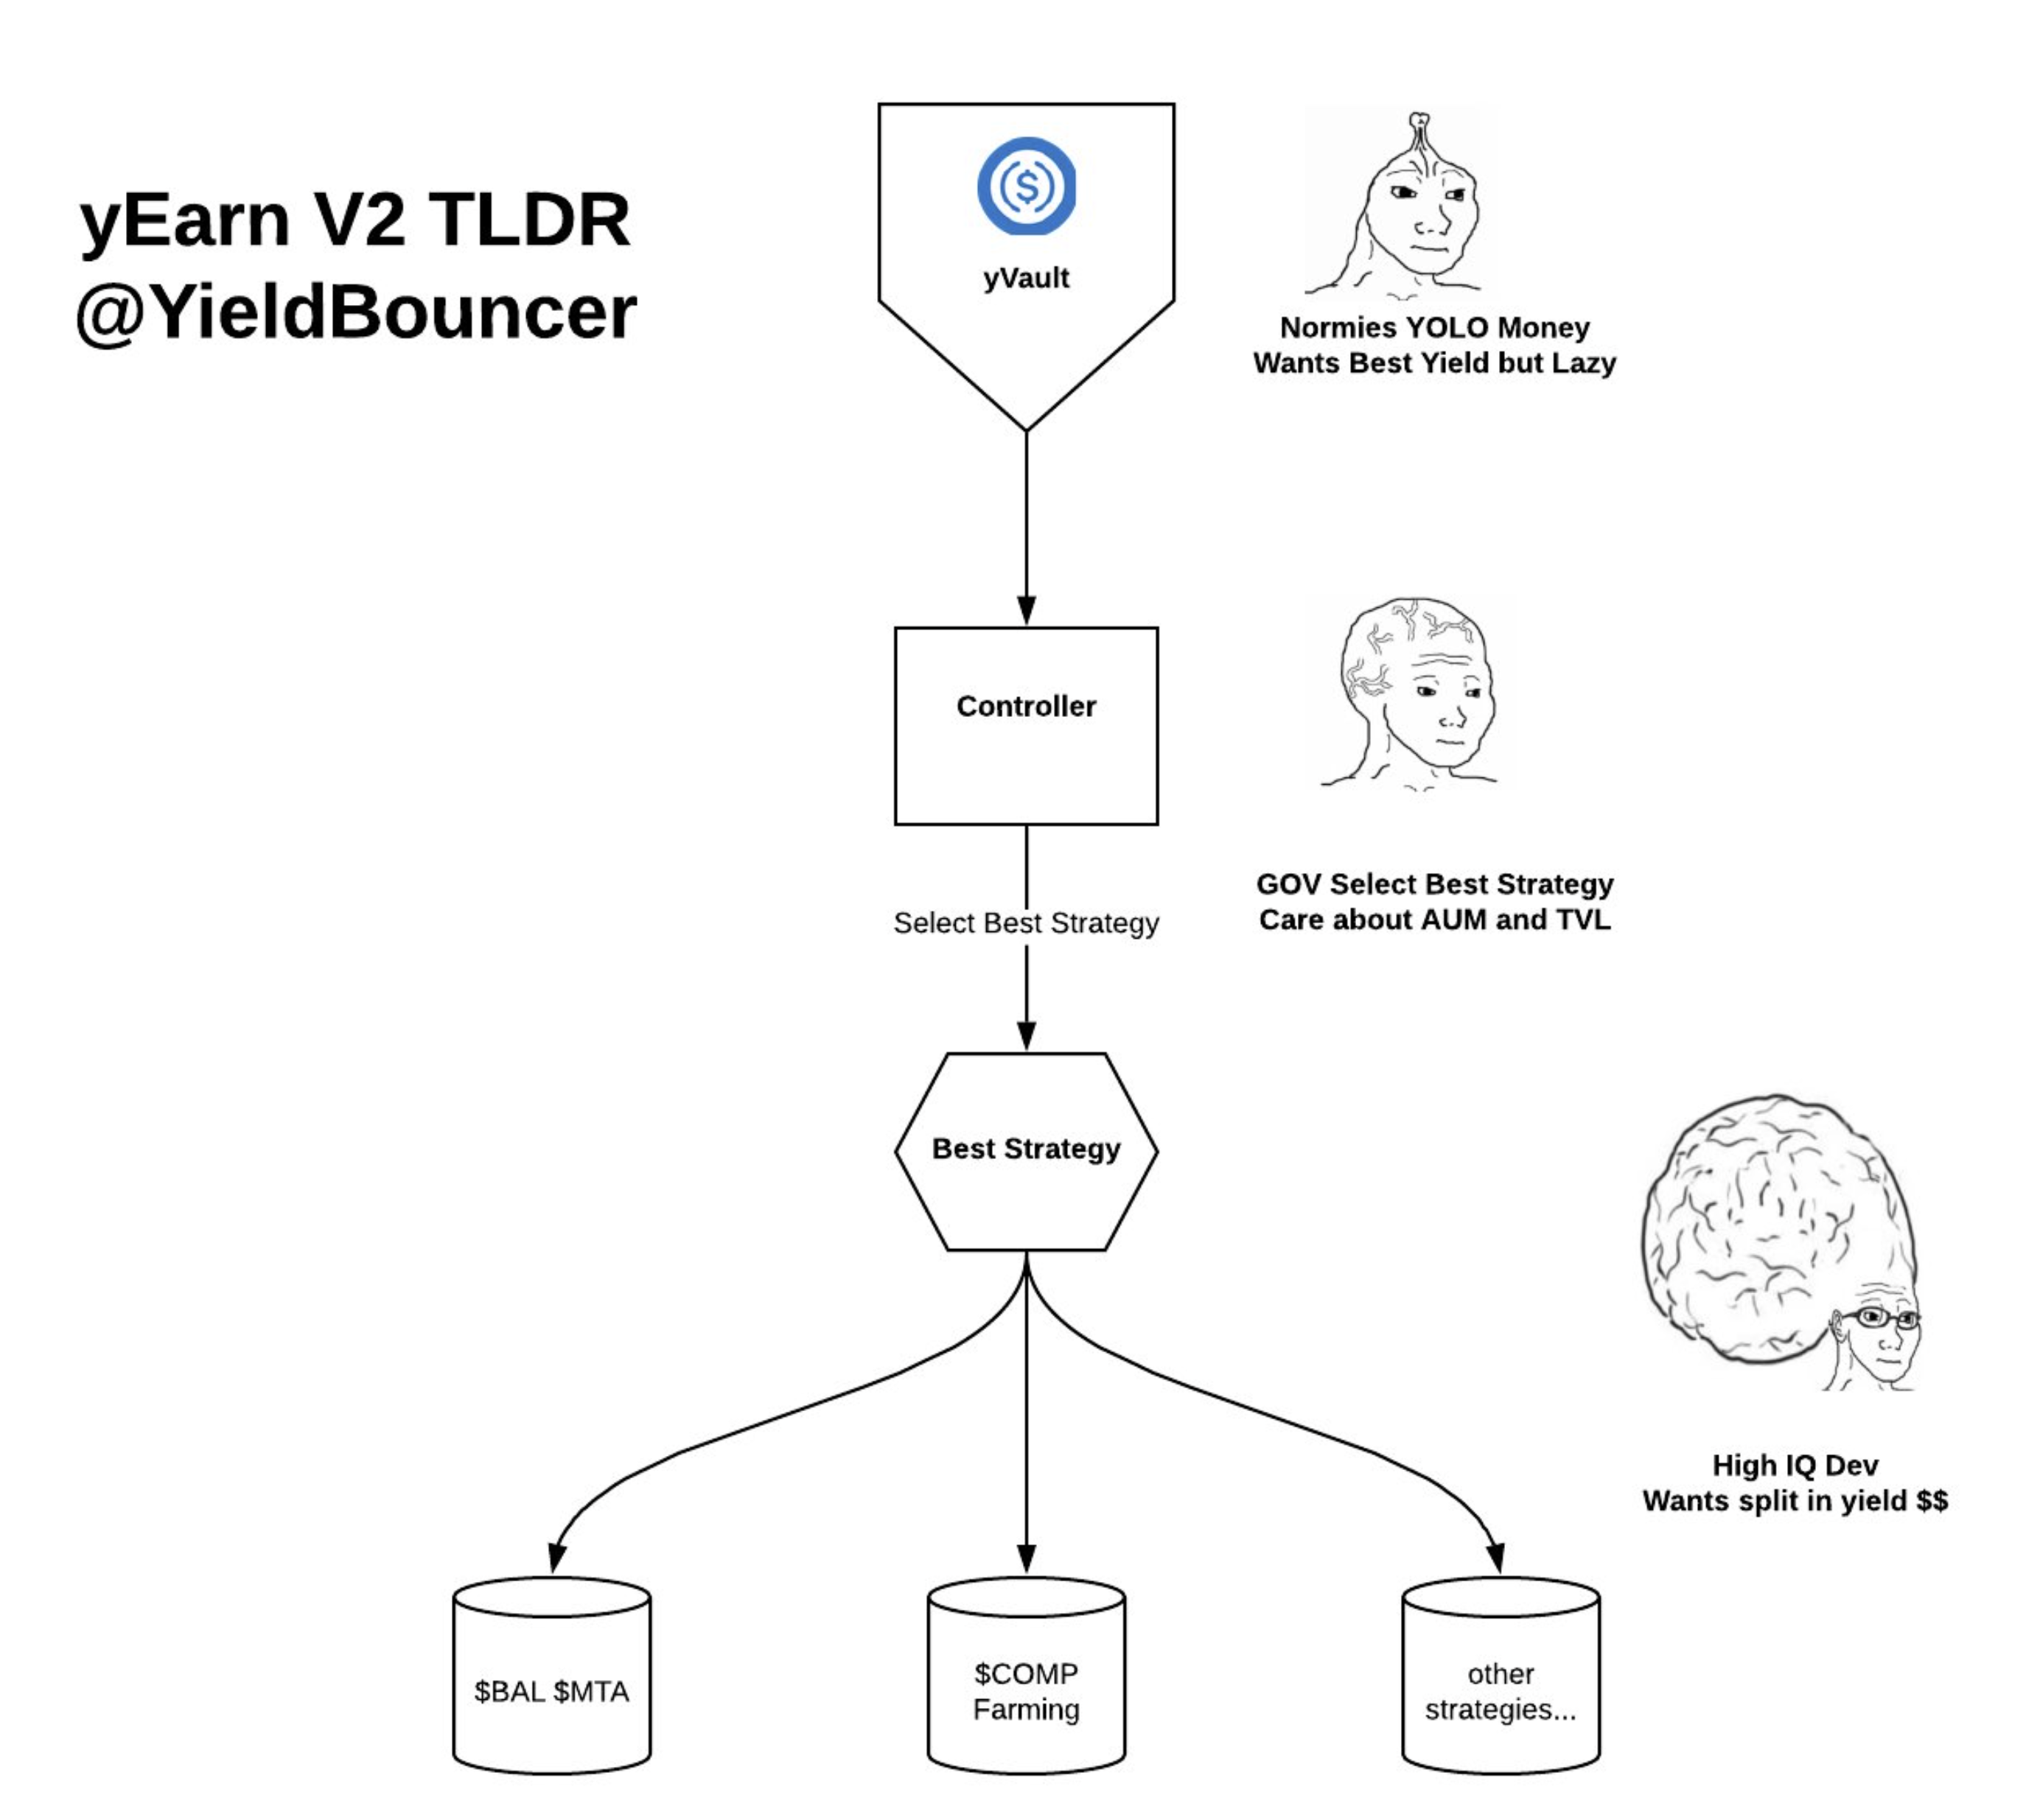 yEarn V2 TLDR
@YieldBouncer
$
yVault
Normies YOLO Money
Wants Best Yield but Lazy
Controller
GOV Select Best Strategy
Care about AUM and TVL
Select Best Strategy
Best Strategy
High IQ Dev
Wants split in yield $$
$BAL $MTA
$COMP
Farming
other
strategies...